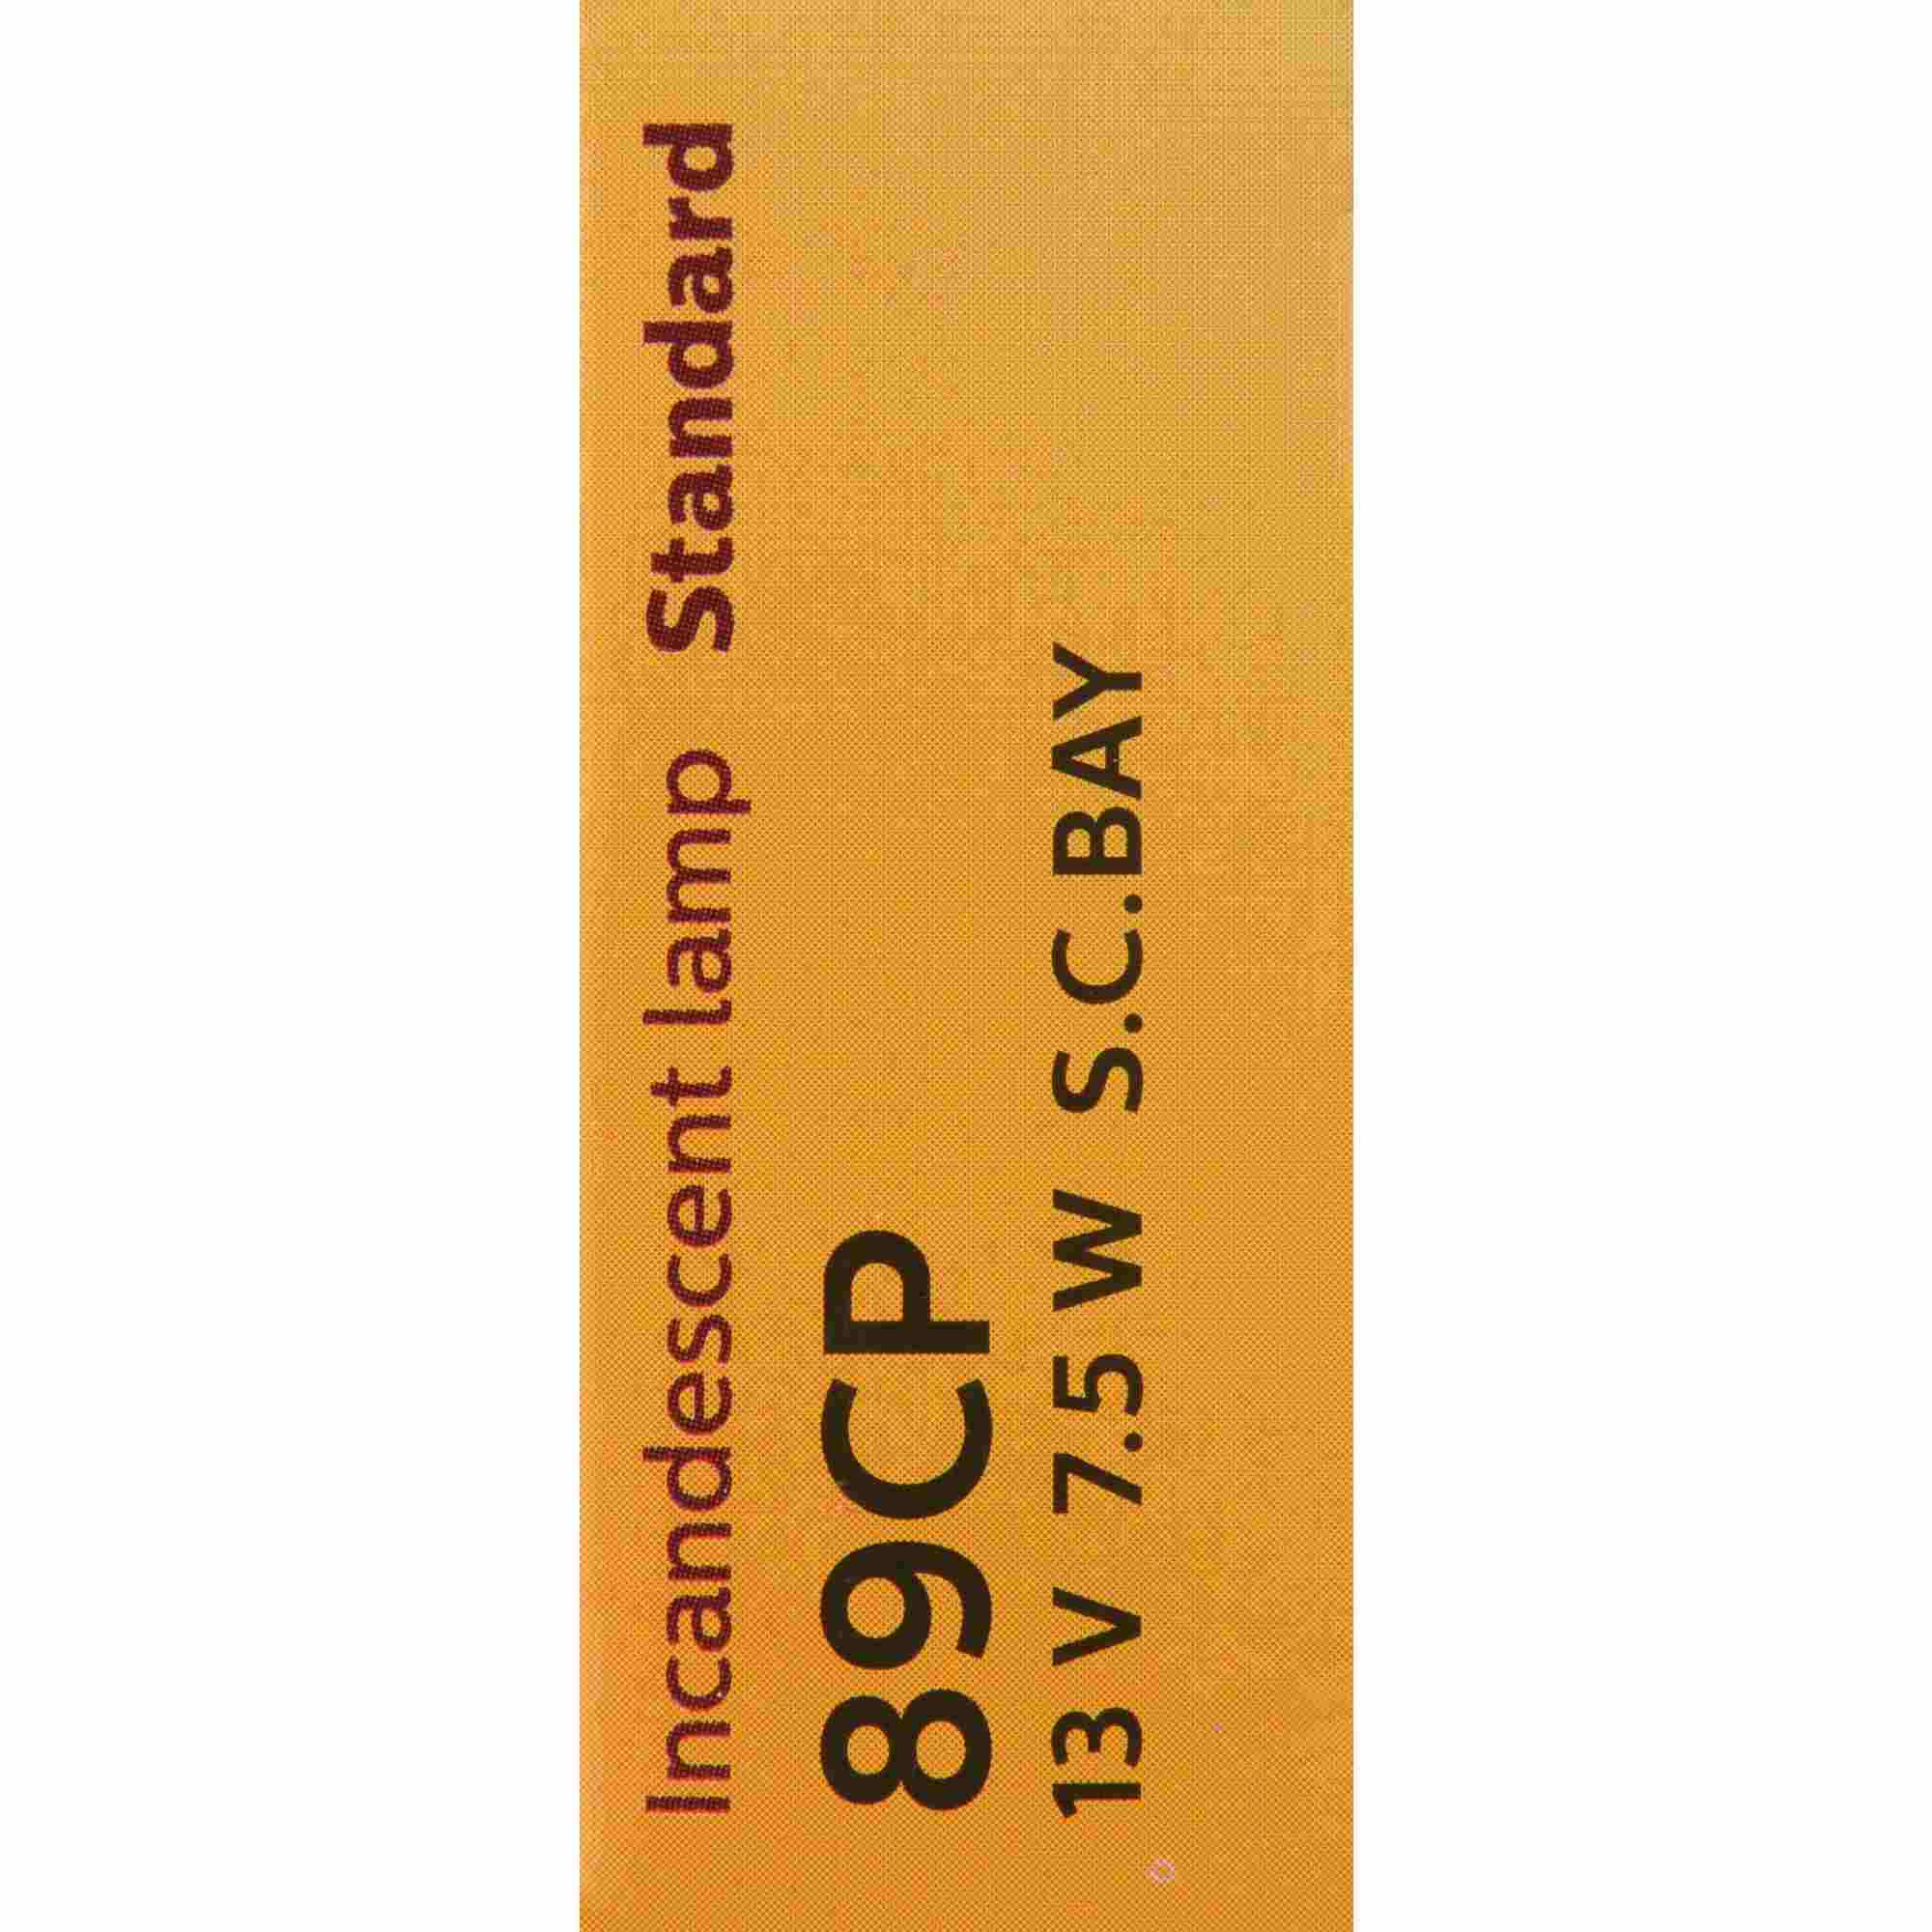 Incandescent lamp Standard
89CP
13 V 7.5 W S.C.BAY